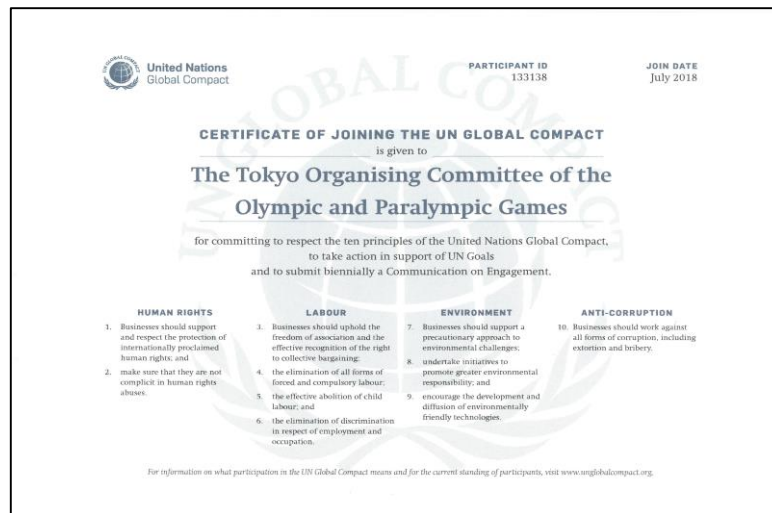 UN GLOBAL COMPACT
United Nations
Global Compact
PARTICIPANT ID
133138
JOIN DATE
July 2018
UN GLOBAL COMPACT
CERTIFICATE OF JOINING THE UN GLOBAL COMPACT
is given to
The Tokyo Organising Committee of the
Olympic and Paralympic Games
for committing to respect the ten principles of the United Nations Global Compact,
to take action in support of UN Goals
and to submit biennially a Communication on Engagement.
HUMAN RIGHTS
1. Businesses should support
and respect the protection of
internationally proclaimed
human rights; and
2. make sure that they are not
complicit in human rights
abuses.
LABOUR
3. Businesses should uphold the
freedom of association and the
effective recognition of the right
to collective bargaining;
4. the elimination of all forms of
forced and compulsory labour;
5. the effective abolition of child
labour; and
6. the elimination of discrimination
in respect of employment and
occupation.
ENVIRONMENT
7. Businesses should support a
precautionary approach to
environmental challenges;
8. undertake initiatives to
promote greater environmental
responsibility; and
9. encourage the development and
diffusion of environmentally
friendly technologies.
ANTI-CORRUPTION
10. Businesses should work against
all forms of corruption, including
extortion and bribery.
For information on what participation in the UN Global Compact means and for the current standing of participants, visit www.unglobalcompact.org.